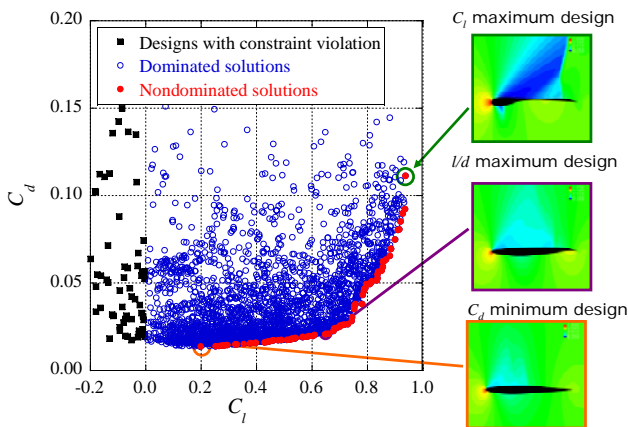 Designs with constraint violation
Dominated solutions
Nondominated solutions
0.20
0.15
0.10
0.05
0.00
C_d
-0.2 0.0 0.2 0.4 0.6 0.8 1.0
C_l
C_l maximum design
l/d maximum design
C_d minimum design